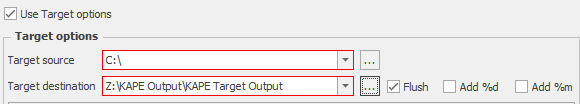 Use Target options
Target options
Target source C:\ ...
Target destination Z:\KAPE Output\KAPE Target Output ... Flush Add %d Add %m